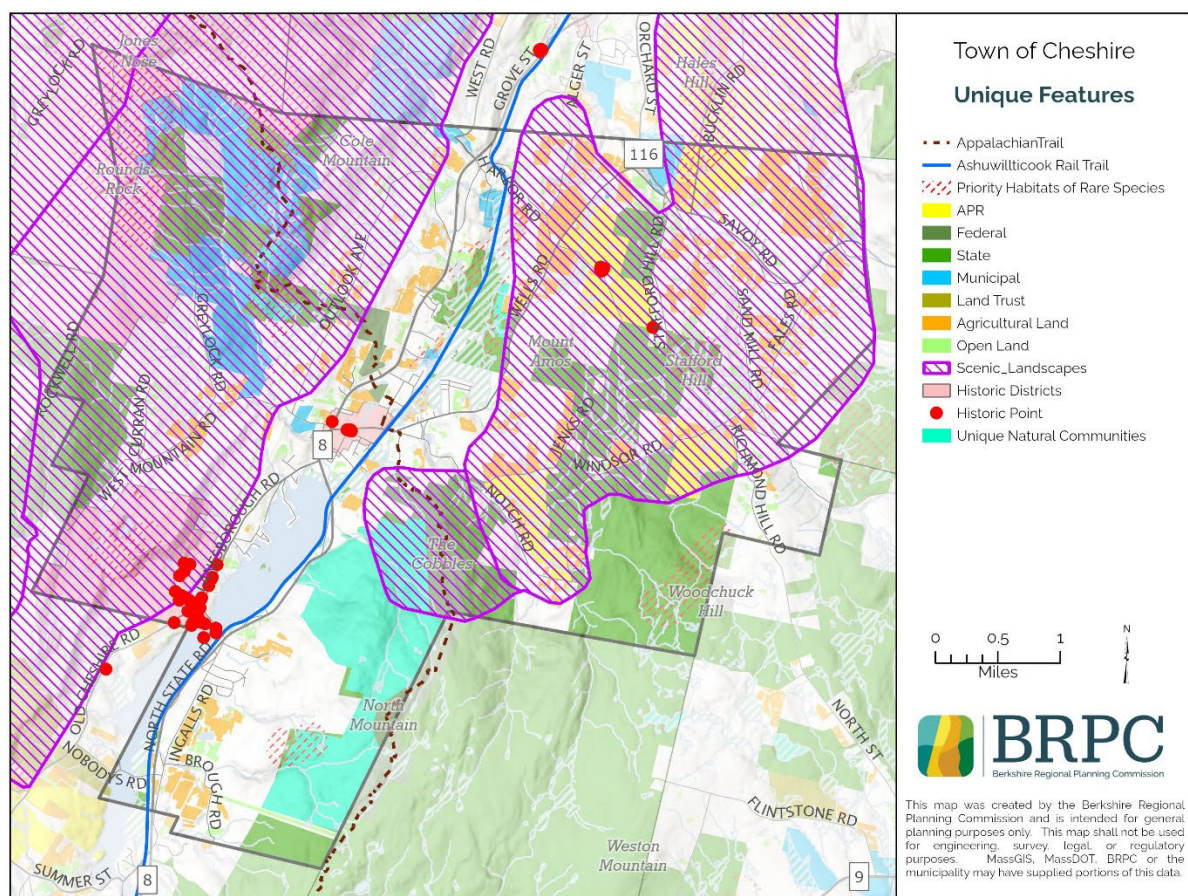 Jones
Nose
GREYLOCK RD
Rounds
Rock
Cole
Mountain
WEST RD
GROVE ST
ALGER ST
ORCHARD ST
Hales
Hill
BUCKLIN RD
116
HARBOR RD
OUTLOOK AVE
WELLS RD
STAFFORD HILL RD
SAVOY RD
SAND MILL RD
FALES RD
ROCKWELL RD
GREYLOCK RD
Mount
Amos
Stafford
Hill
WEST MOUNTAIN RD
CURRAN RD
8
JENKS RD
WINDSOR RD
RICHMOND HILL RD
NOTCH RD
LANESBOROUGH RD
The
Cobbles
Woodchuck
Hill
OLD CHESHIRE RD
NORTH STATE RD
INGALLS RD
North
Mountain
NORTH ST
NOBODYS RD
BROUGH RD
FLINTSTONE RD
Weston
Mountain
SUMMER ST
8
9
Town of Cheshire
Unique Features
AppalachianTrail
Ashuwillticook Rail Trail
Priority Habitats of Rare Species
APR
Federal
State
Municipal
Land Trust
Agricultural Land
Open Land
Scenic_Landscapes
Historic Districts
Historic Point
Unique Natural Communities
0 0.5 1
Miles
N
BRPC
Berkshire Regional Planning Commission
This map was created by the Berkshire Regional
Planning Commission and is intended for general
planning purposes only. This map shall not be used
for engineering, survey, legal, or regulatory
purposes. MassGIS, MassDOT, BRPC or the
municipality may have supplied portions of this data.